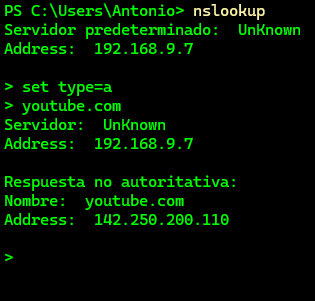 PS C:\Users\Antonio> nslookup
Servidor predeterminado:  UnKnown
Address:  192.168.9.7

> set type=a
> youtube.com
Servidor:  UnKnown
Address:  192.168.9.7

Respuesta no autoritativa:
Nombre:  youtube.com
Address:  142.250.200.110

>